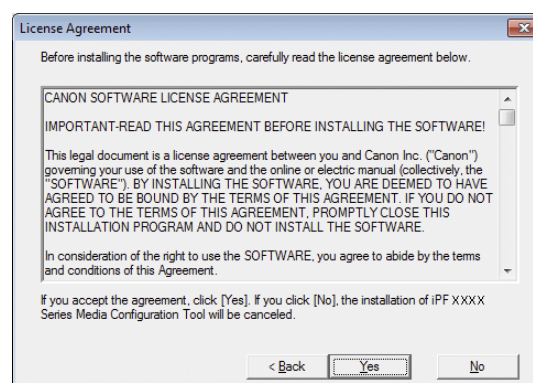 License Agreement
Before installing the software programs, carefully read the license agreement below.
CANON SOFTWARE LICENSE AGREEMENT
IMPORTANT-READ THIS AGREEMENT BEFORE INSTALLING THE SOFTWARE!
This legal document is a license agreement between you and Canon Inc. ("Canon")
governing your use of the software and the online or electric manual (collectively, the
"SOFTWARE"). BY INSTALLING THE SOFTWARE, YOU ARE DEEMED TO HAVE
AGREED TO BE BOUND BY THE TERMS OF THIS AGREEMENT. IF YOU DO NOT
AGREE TO THE TERMS OF THIS AGREEMENT, PROMPTLY CLOSE THIS
INSTALLATION PROGRAM AND DO NOT INSTALL THE SOFTWARE.
In consideration of the right to use the SOFTWARE, you agree to abide by the terms
and conditions of this Agreement.
If you accept the agreement, click [Yes]. If you click [No], the installation of iPF XXXX
Series Media Configuration Tool will be canceled.
< Back
Yes
No